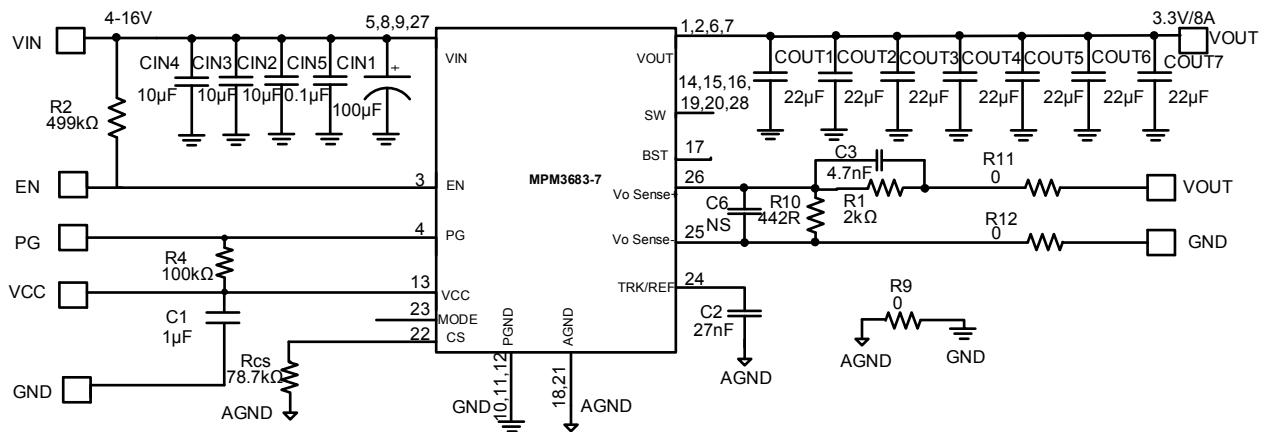 4-16V
5,8,9,27
1,2,6,7
3.3V/8A
VIN
VOUT
VIN
VOUT
CIN4
CIN3
CIN2
CIN5
CIN1
+
10µF
10µF
10µF
0.1µF
100µF
COUT1
COUT2
COUT3
COUT4
COUT5
COUT6
COUT7
22µF
22µF
22µF
22µF
22µF
22µF
22µF
14,15,16,
19,20,28
SW
R2
499kΩ
BST
17
C3
4.7nF
R11
0
EN
3
EN
MPM3683-7
Vo Sense+
26
C6
NS
R10
442R
R1
2kΩ
VOUT
PG
4
PG
Vo Sense-
25
R12
0
GND
R4
100kΩ
VCC
13
VCC
TRK/REF
24
C1
1µF
23
MODE
22
CS
C2
27nF
R9
0
AGND
GND
AGND
Rcs
78.7kΩ
AGND
GND
PGND
AGND
10,11,12
GND
18,21
AGND